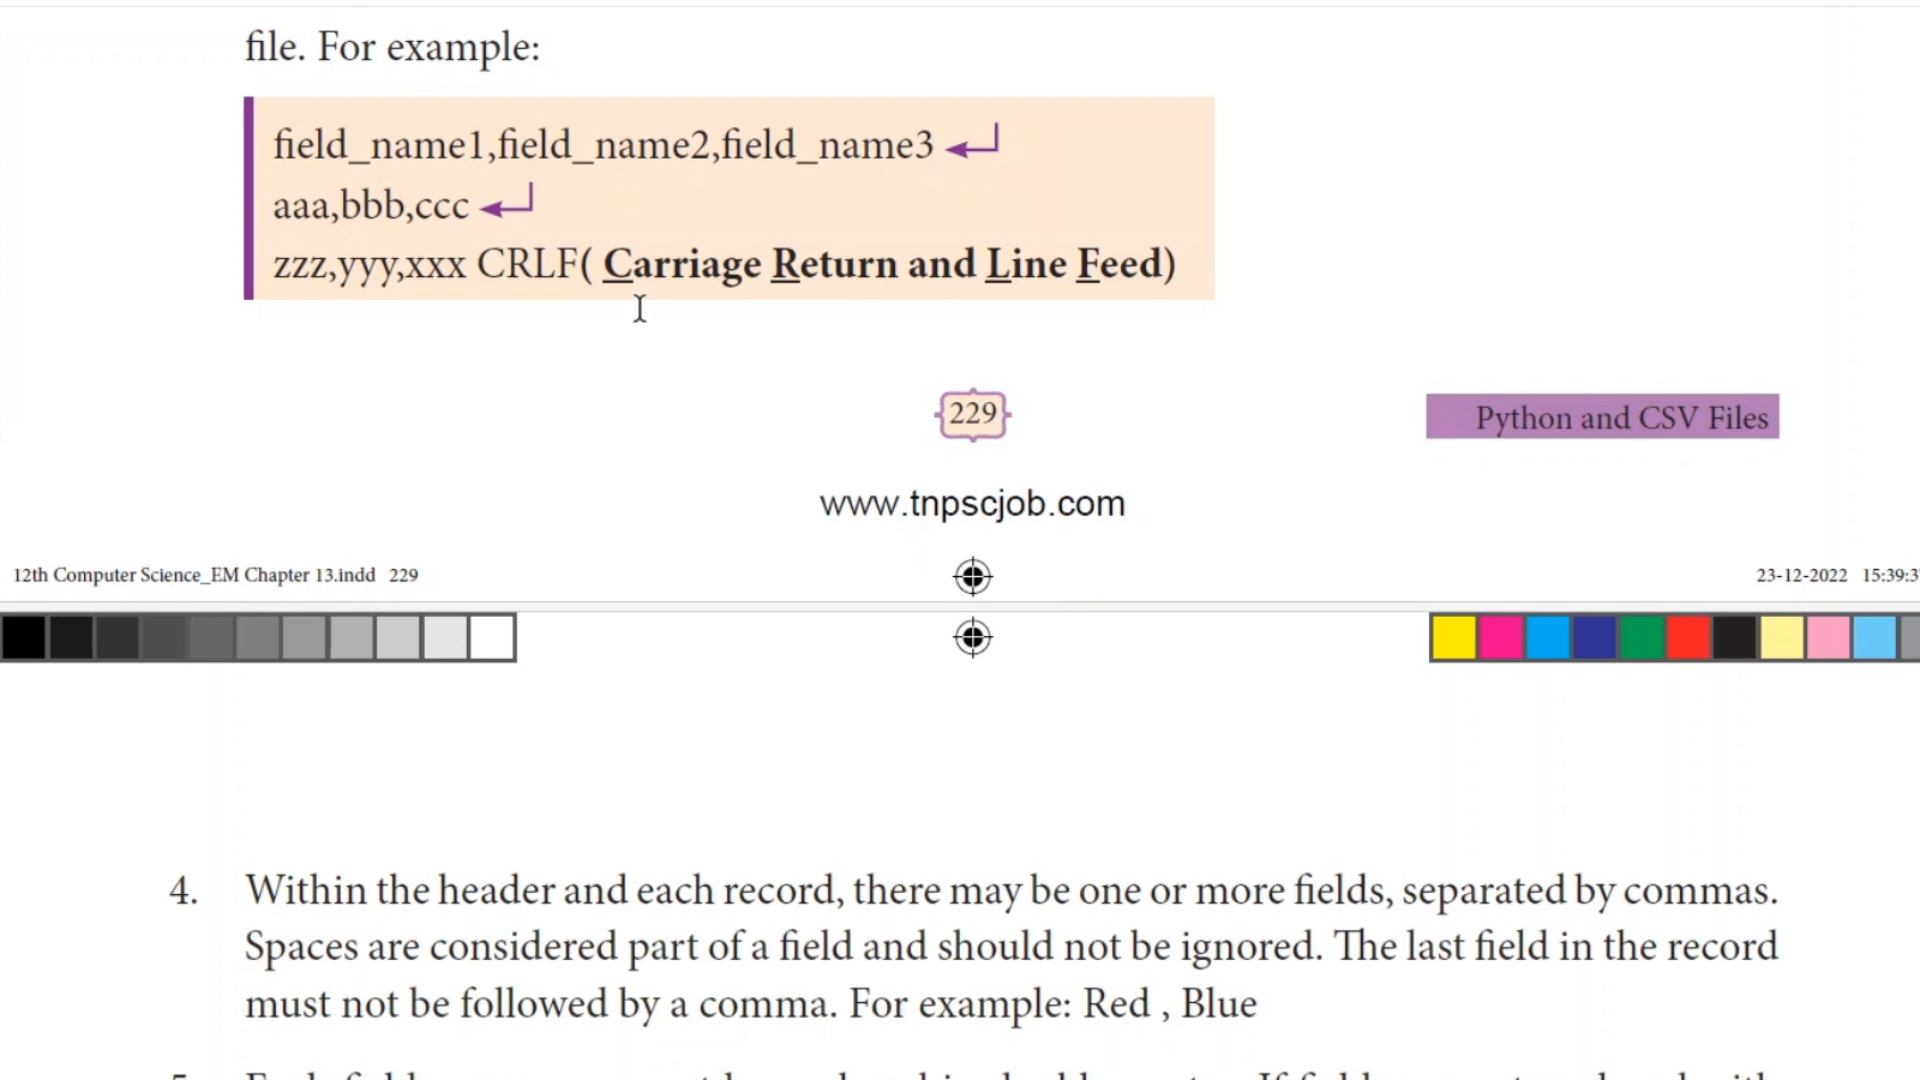 file. For example:
field_name1,field_name2,field_name3
aaa,bbb,ccc
zzz,yyy,xxx CRLF( Carriage Return and Line Feed)
229
Python and CSV Files
www.tnpscjob.com
12th Computer Science_EM Chapter 13.indd 229
23-12-2022 15:39:3
4. Within the header and each record, there may be one or more fields, separated by commas.
Spaces are considered part of a field and should not be ignored. The last field in the record
must not be followed by a comma. For example: Red , Blue